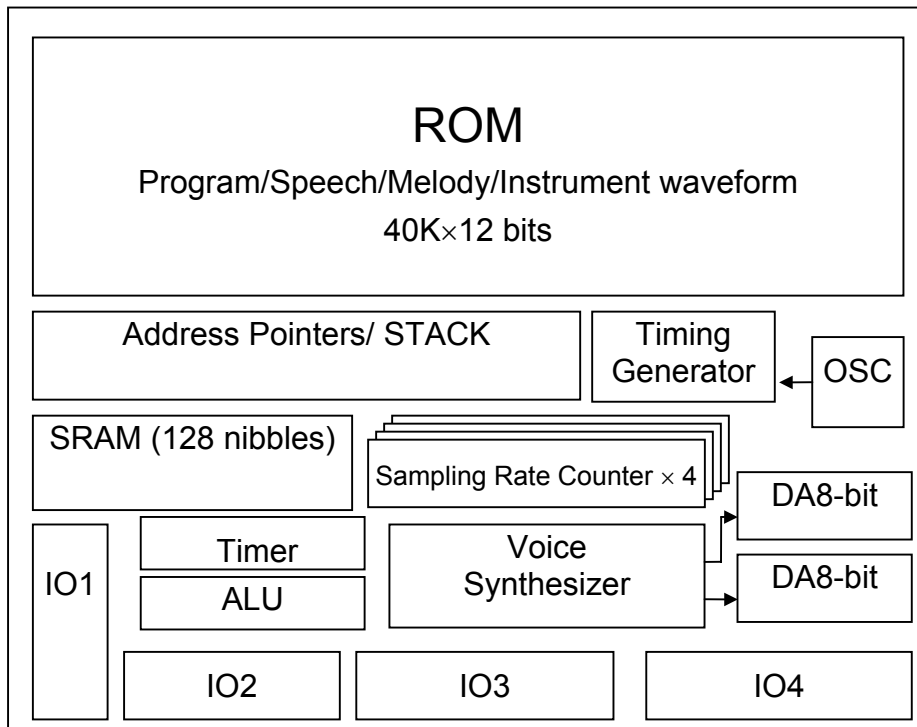 ROM
Program/Speech/Melody/Instrument waveform
40K×12 bits
Address Pointers/ STACK
Timing
Generator
OSC
SRAM (128 nibbles)
Sampling Rate Counter × 4
DA8-bit
IO1
Timer
Voice
Synthesizer
DA8-bit
ALU
IO2
IO3
IO4